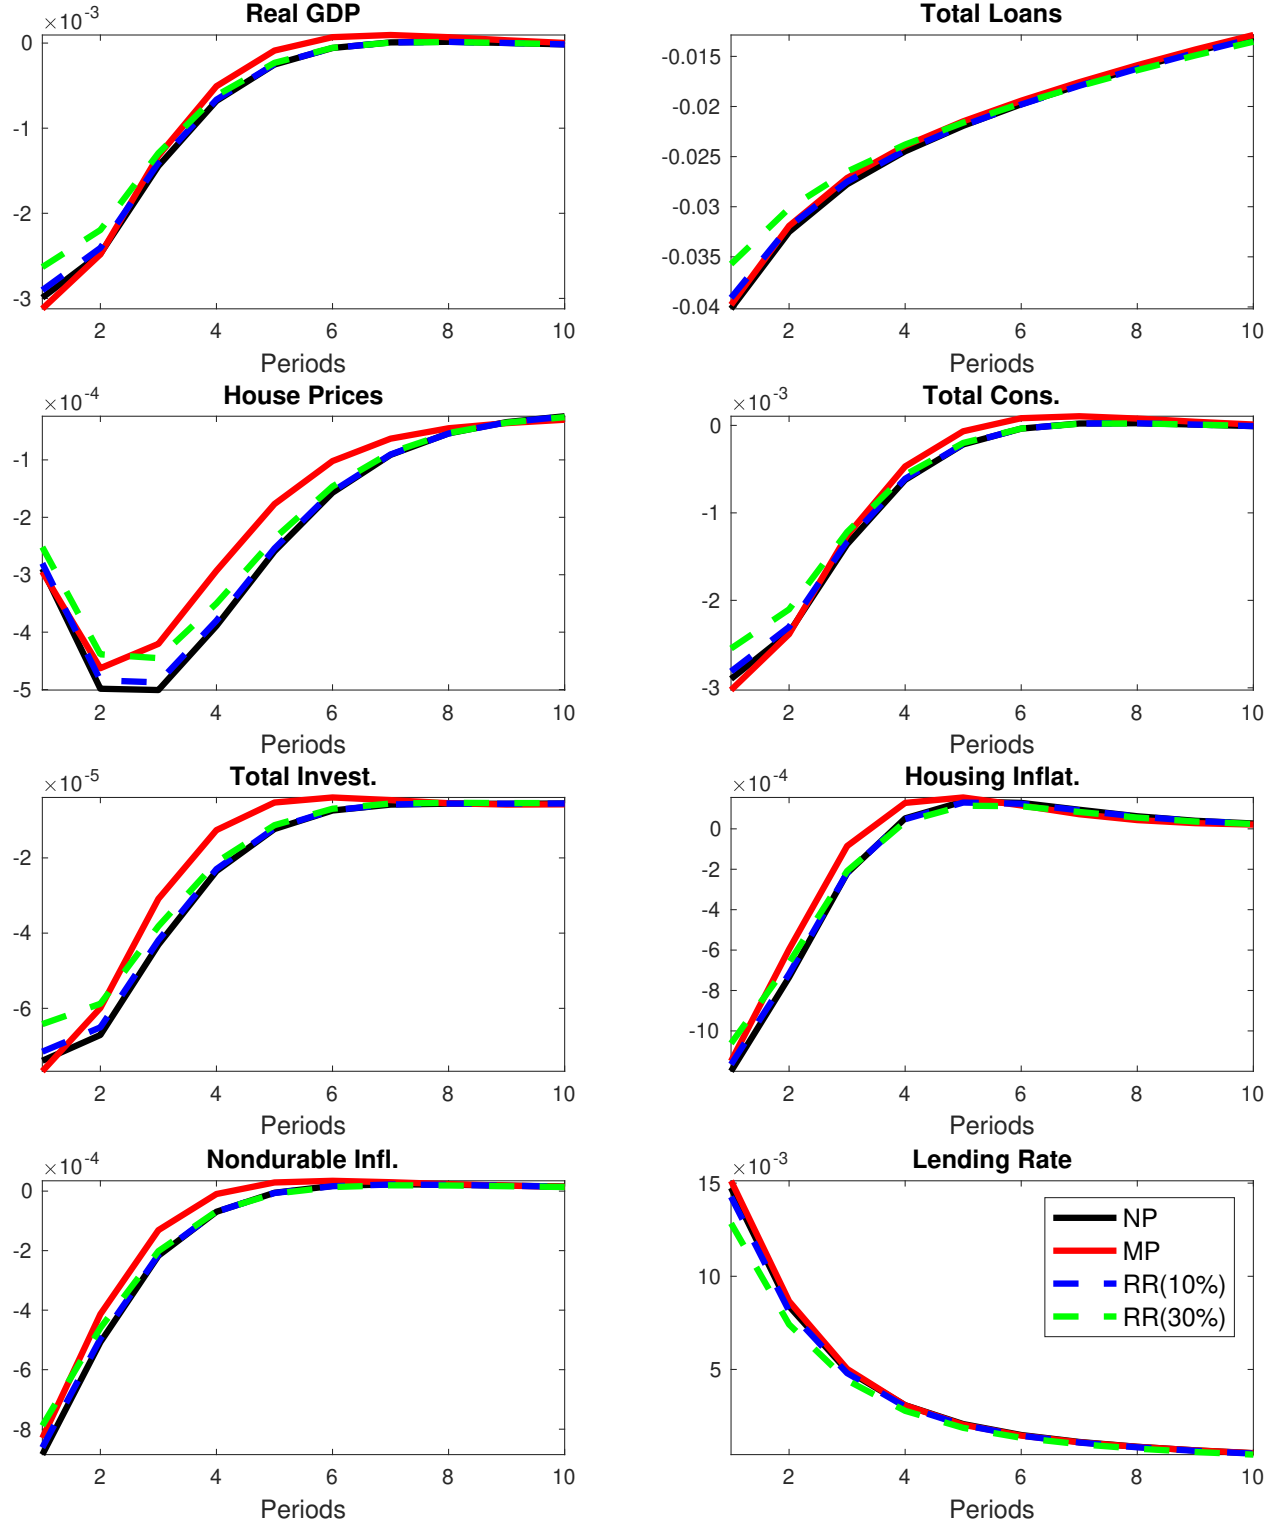 Real GDP
×10-3
0
-1
-2
-3
2 4 6 8 10
Periods
Total Loans
-0.015
-0.02
-0.025
-0.03
-0.035
-0.04
2 4 6 8 10
Periods
House Prices
×10-4
-1
-2
-3
-4
-5
2 4 6 8 10
Periods
Total Cons.
×10-3
0
-1
-2
-3
2 4 6 8 10
Periods
Total Invest.
×10-5
-2
-4
-6
2 4 6 8 10
Periods
Housing Inflat.
×10-4
0
-2
-4
-6
-8
-10
2 4 6 8 10
Periods
Nondurable Infl.
×10-4
0
-2
-4
-6
-8
2 4 6 8 10
Periods
Lending Rate
×10-3
15
10
5
2 4 6 8 10
Periods
NP
MP
RR(10%)
RR(30%)